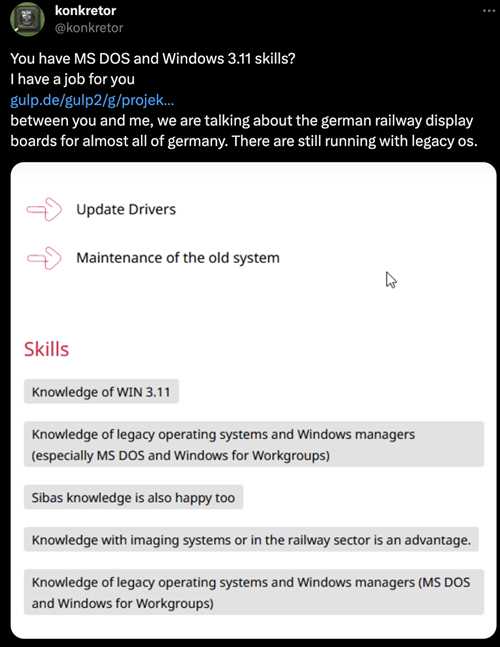 konkretor
@konkretor
You have MS DOS and Windows 3.11 skills?
I have a job for you
gulp.de/gulp2/g/projek...
between you and me, we are talking about the german railway display
boards for almost all of germany. There are still running with legacy os.
Update Drivers
Maintenance of the old system
Skills
Knowledge of WIN 3.11
Knowledge of legacy operating systems and Windows managers
(especially MS DOS and Windows for Workgroups)
Sibas knowledge is also happy too
Knowledge with imaging systems or in the railway sector is an advantage.
Knowledge of legacy operating systems and Windows managers (MS DOS
and Windows for Workgroups)